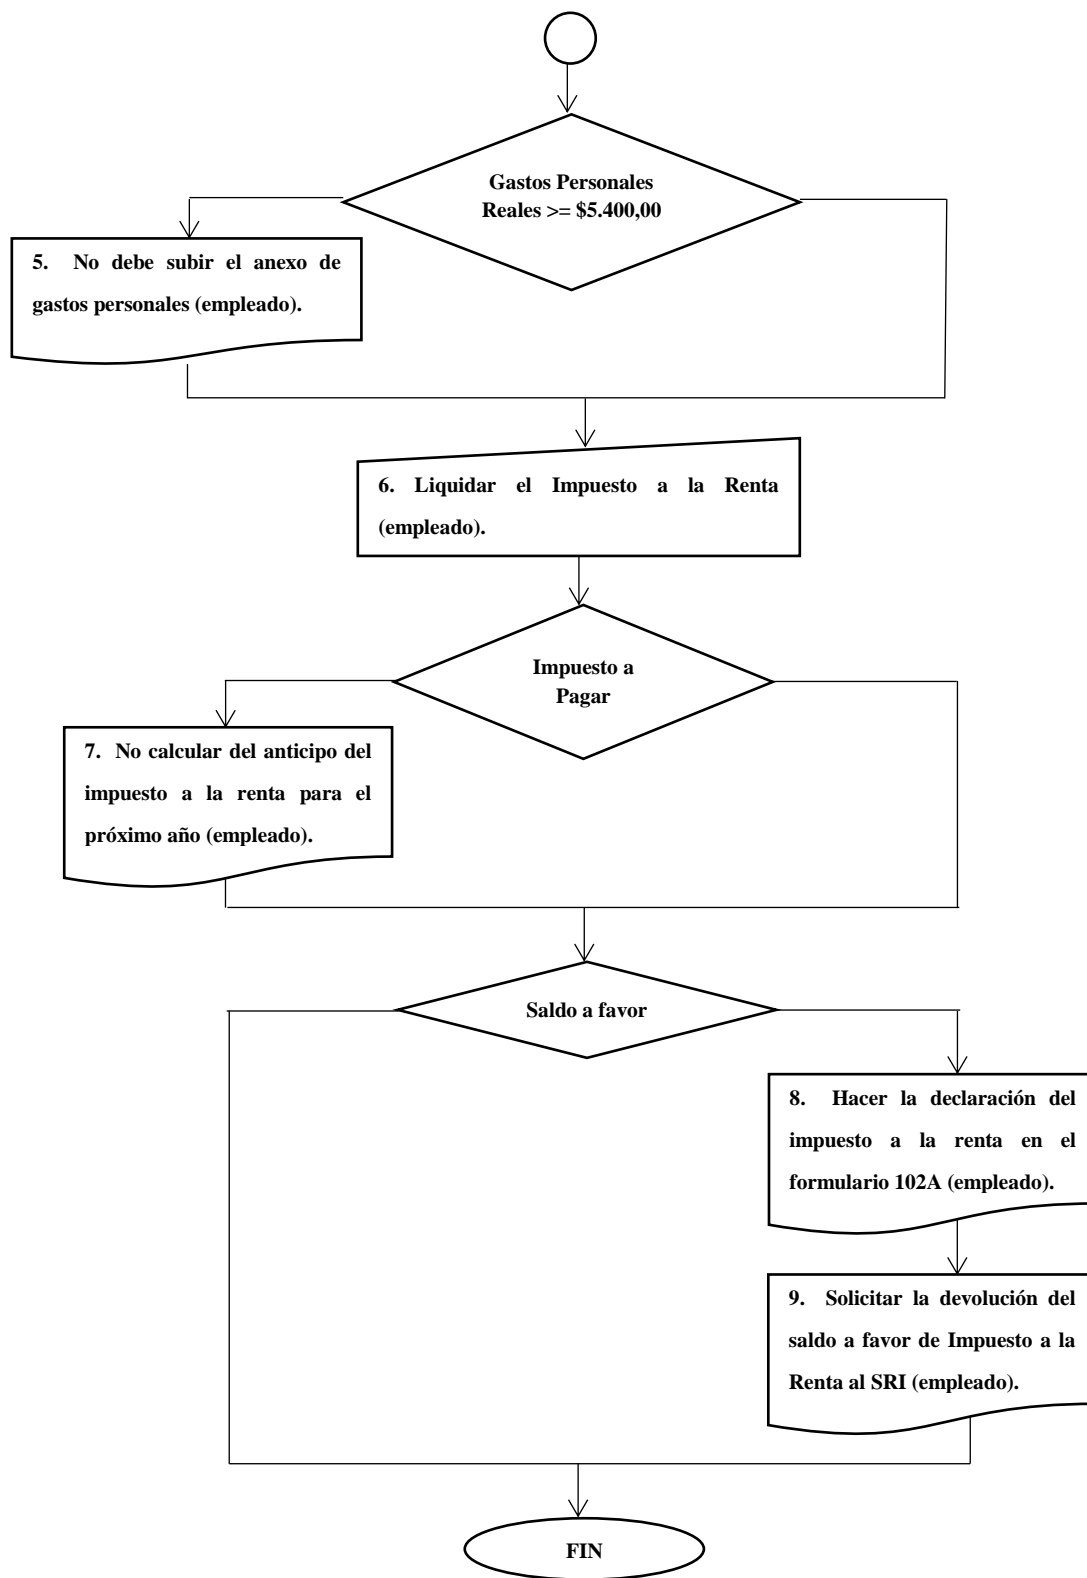 Gastos Personales
Reales >= $5.400,00
5. No debe subir el anexo de
gastos personales (empleado).
6. Liquidar el Impuesto a la Renta
(empleado).
Impuesto a
Pagar
7. No calcular del anticipo del
impuesto a la renta para el
próximo año (empleado).
Saldo a favor
8. Hacer la declaración del
impuesto a la renta en el
formulario 102A (empleado).
9. Solicitar la devolución del
saldo a favor de Impuesto a la
Renta al SRI (empleado).
FIN